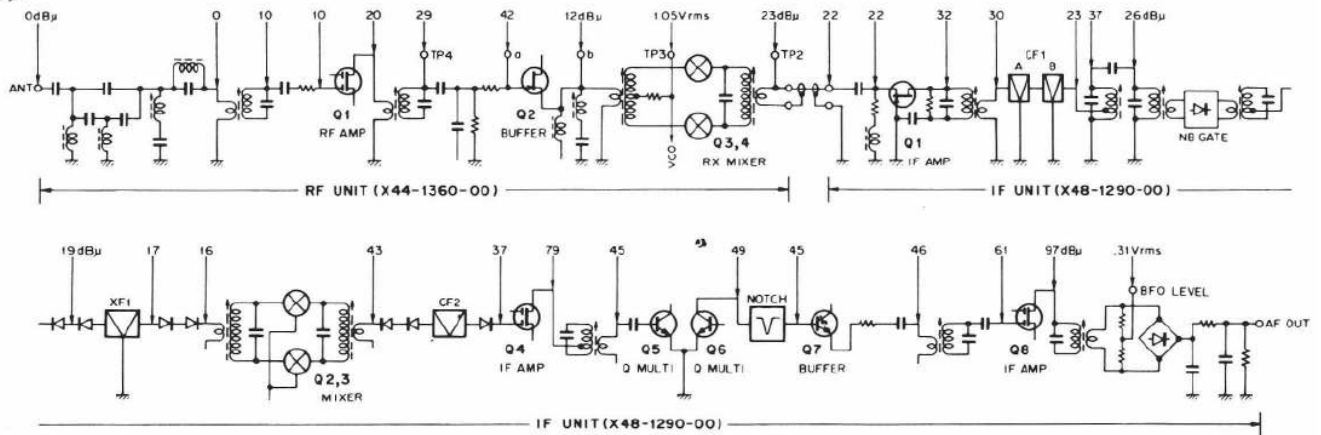 0dBμ 0 10 10 20 29 42 12dBμ 1.05Vrms 23dBμ 22 22 32 30 23 37 26dBμ
TP4 a b TP3 TP2 CF1
A B
ANT
Q1 Q2 Q3,4 Q1 NB GATE
RF AMP BUFFER RX MIXER IF AMP
VCO
RF UNIT (X44-1360-00) IF UNIT (X48-1290-00)
19dBμ 17 16 43 37 79 45 49 45 46 61 97dBμ .31Vrms
XF1 CF2 NOTCH BFO LEVEL
AF OUT
Q4 Q5 Q6 Q7 Q8
IF AMP Q MULTI Q MULTI BUFFER IF AMP
Q2,3
MIXER
IF UNIT (X48-1290-00)